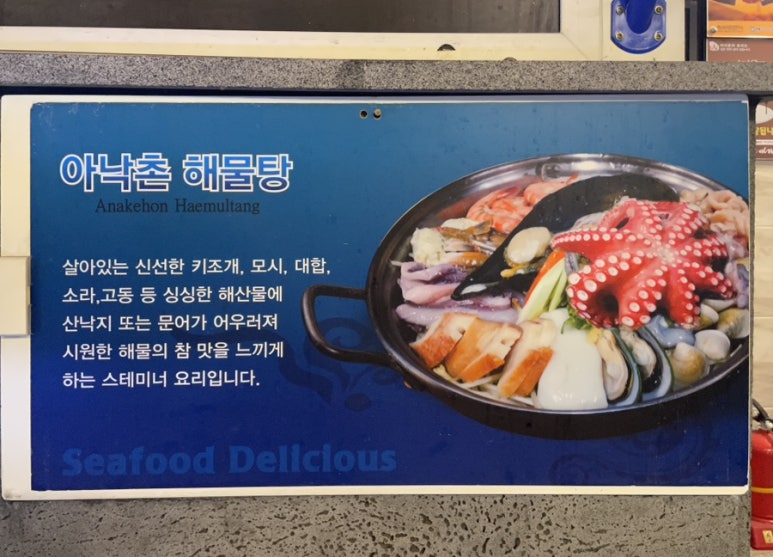 아낙촌 해물탕
Anakehon Haemultang
살아있는 신선한 키조개, 모시, 대합,
소라,고동 등 싱싱한 해산물에
산낙지 또는 문어가 어우러져
시원한 해물의 참 맛을 느끼게
하는 스테미너 요리입니다.
Seafood Delicious